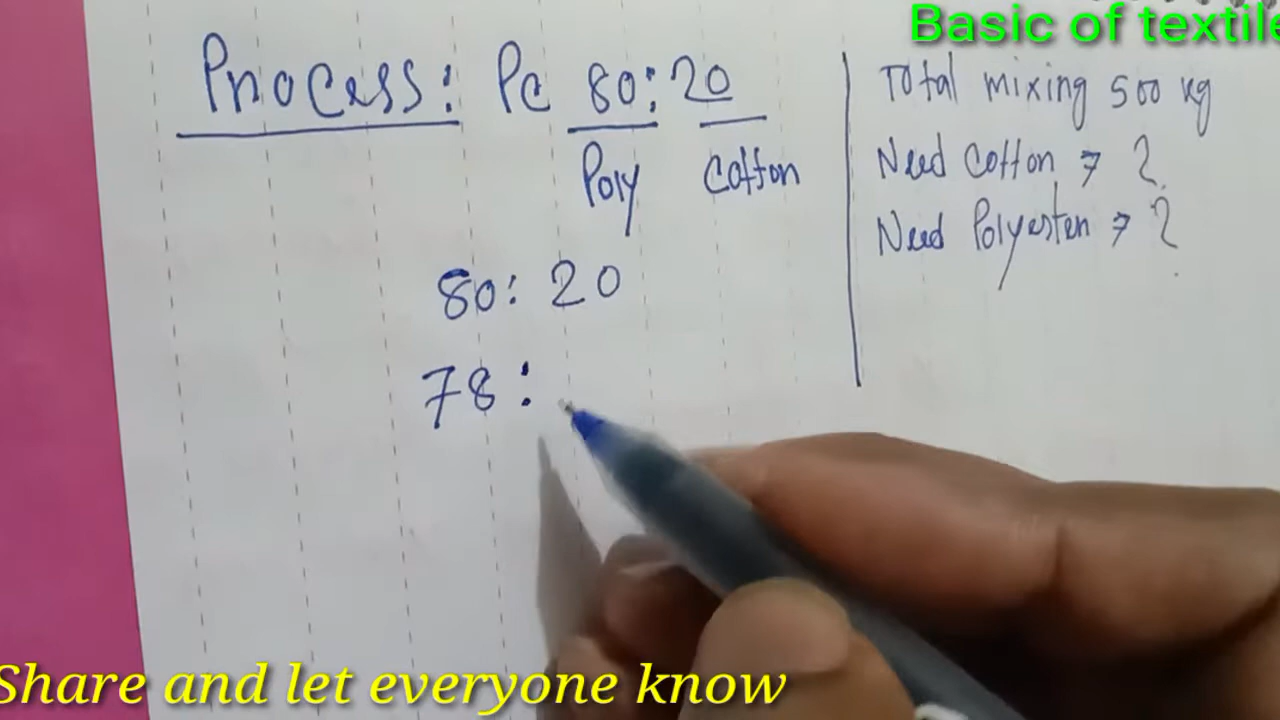 Basic of textile
Process: Pc 80:20
Poly Cotton
Total mixing 500 kg
Need Cotton → ?
Need Polyester → ?
80: 20
78:
Share and let everyone know